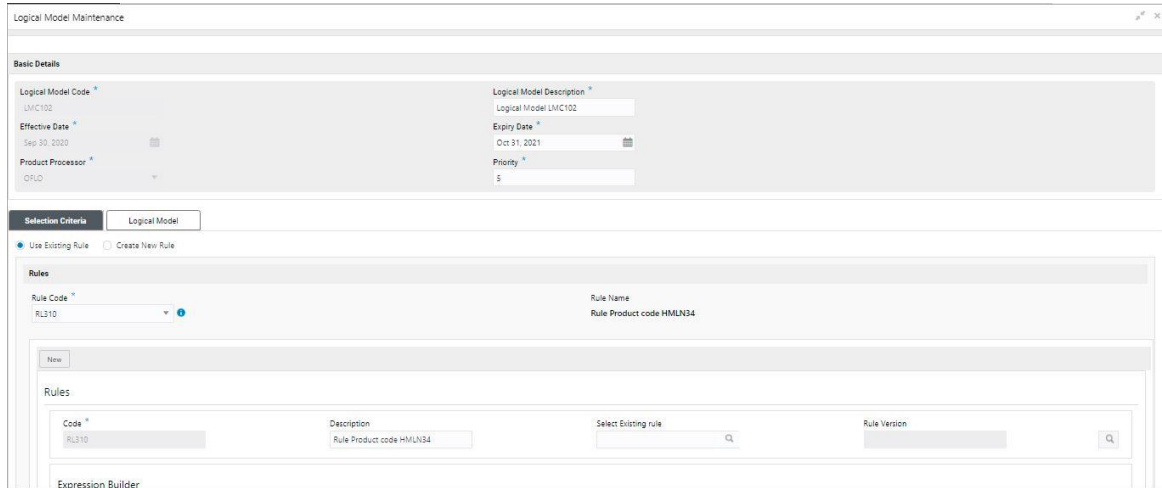 Logical Model Maintenance
Basic Details
Logical Model Code *
LMC102
Logical Model Description *
Logical Model LMC102
Effective Date *
Sep 30, 2020
Expiry Date *
Oct 31, 2021
Product Processor *
OFLO
Priority *
5
Selection Criteria
Logical Model
Use Existing Rule
Create New Rule
Rules
Rule Code *
RL310
Rule Name
Rule Product code HMLN34
New
Rules
Code *
RL310
Description
Rule Product code HMLN34
Select Existing rule
Rule Version
Expression Builder